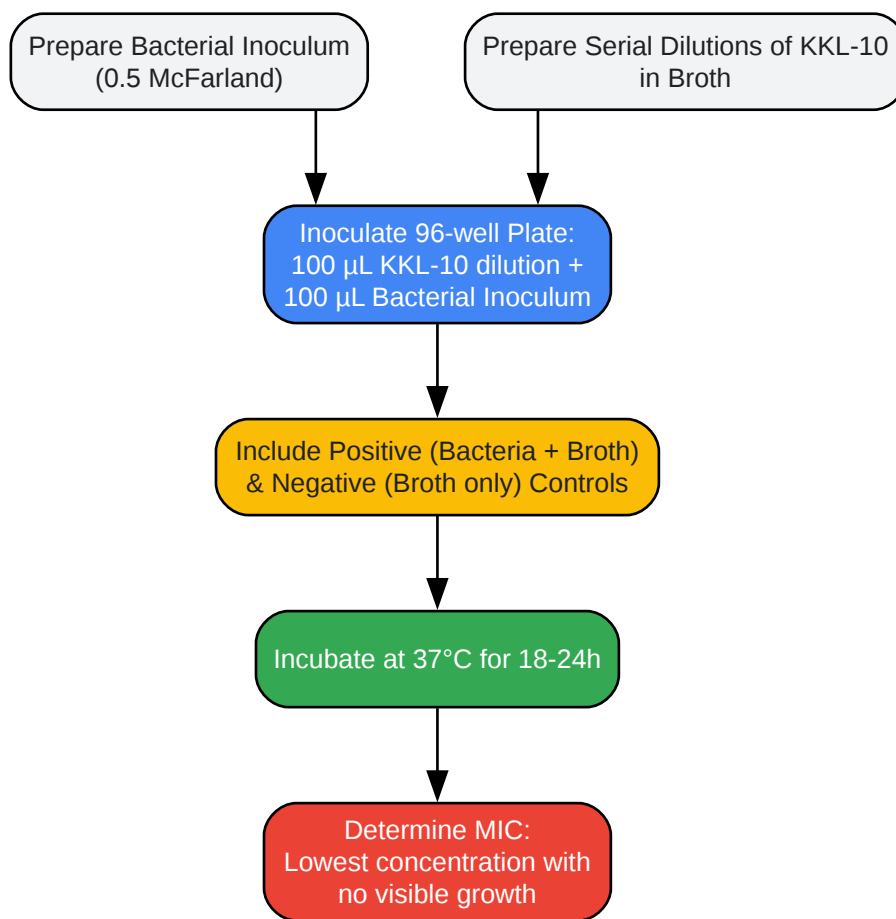 Prepare Bacterial Inoculum
(0.5 McFarland)
Prepare Serial Dilutions of KKL-10
in Broth
Inoculate 96-well Plate:
100 µL KKL-10 dilution +
100 µL Bacterial Inoculum
Include Positive (Bacteria + Broth)
& Negative (Broth only) Controls
Incubate at 37°C for 18-24h
Determine MIC:
Lowest concentration with
no visible growth